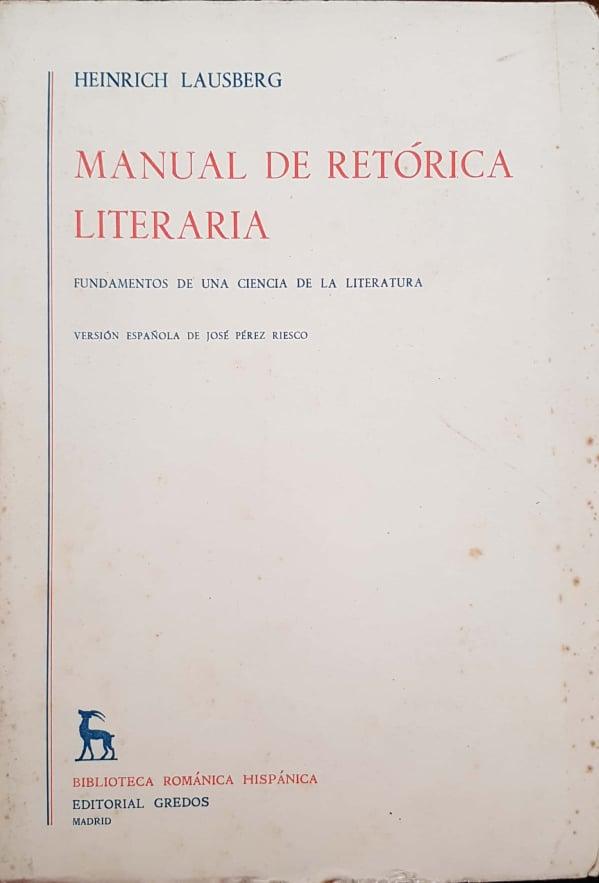 HEINRICH LAUSBERG
MANUAL DE RETÓRICA
LITERARIA
FUNDAMENTOS DE UNA CIENCIA DE LA LITERATURA
VERSIÓN ESPAÑOLA DE JOSÉ PÉREZ RIESCO
BIBLIOTECA ROMÁNICA HISPÁNICA
EDITORIAL GREDOS
MADRID